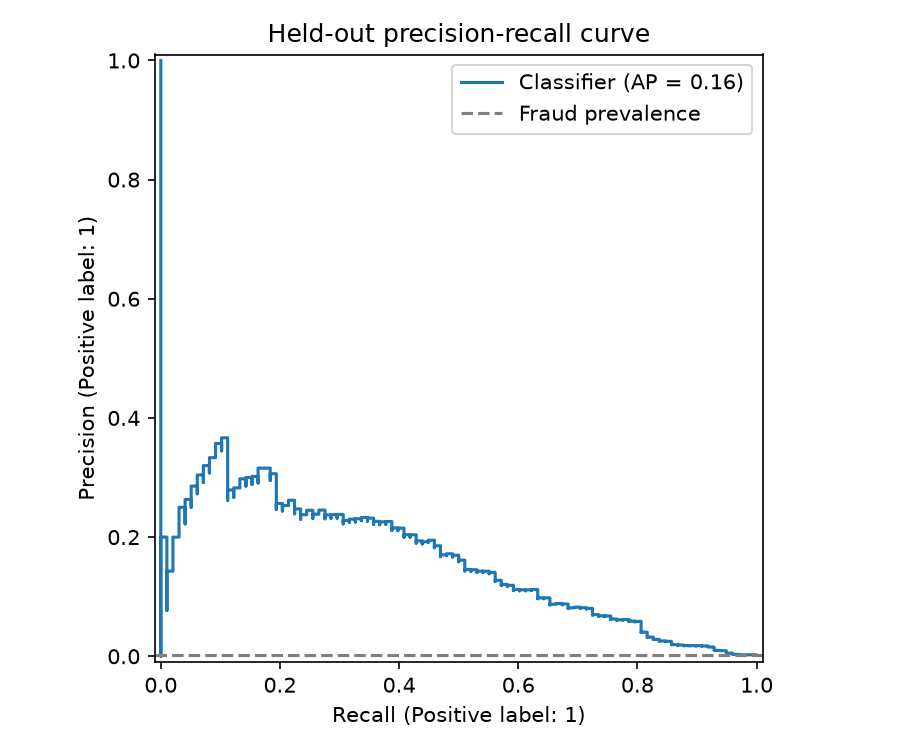 Held-out precision-recall curve
Classifier (AP = 0.16)
Fraud prevalence
1.0
0.8
0.6
0.4
0.2
0.0
Precision (Positive label: 1)
0.0 0.2 0.4 0.6 0.8 1.0
Recall (Positive label: 1)